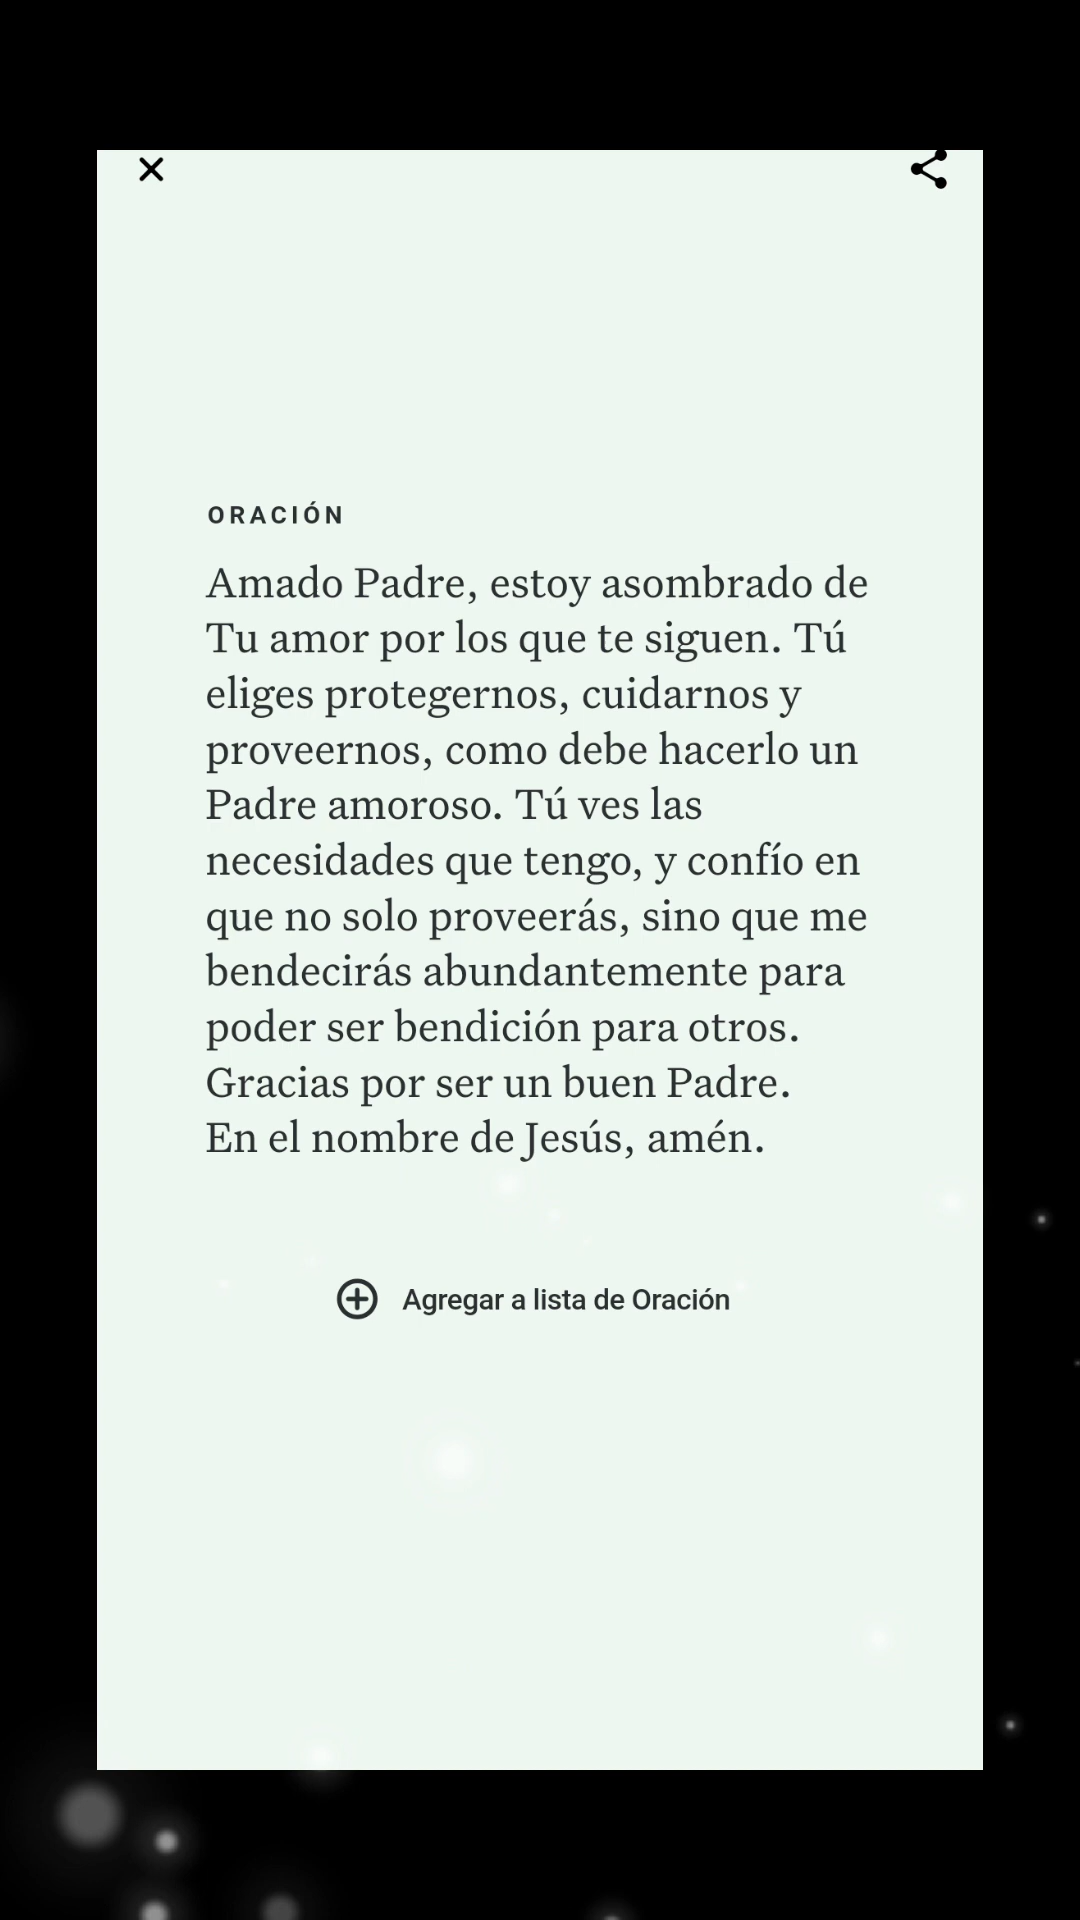 ORACIÓN
Amado Padre, estoy asombrado de
Tu amor por los que te siguen. Tú
eliges protegernos, cuidarnos y
proveernos, como debe hacerlo un
Padre amoroso. Tú ves las
necesidades que tengo, y confío en
que no solo proveerás, sino que me
bendecirás abundantemente para
poder ser bendición para otros.
Gracias por ser un buen Padre.
En el nombre de Jesús, amén.
Agregar a lista de Oración